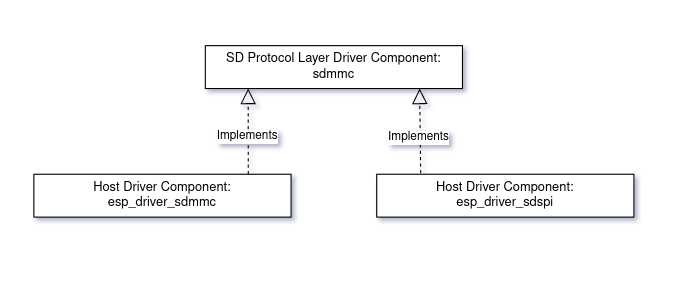 SD Protocol Layer Driver Component:
sdmmc
Implements
Implements
Host Driver Component:
esp_driver_sdmmc
Host Driver Component:
esp_driver_sdspi